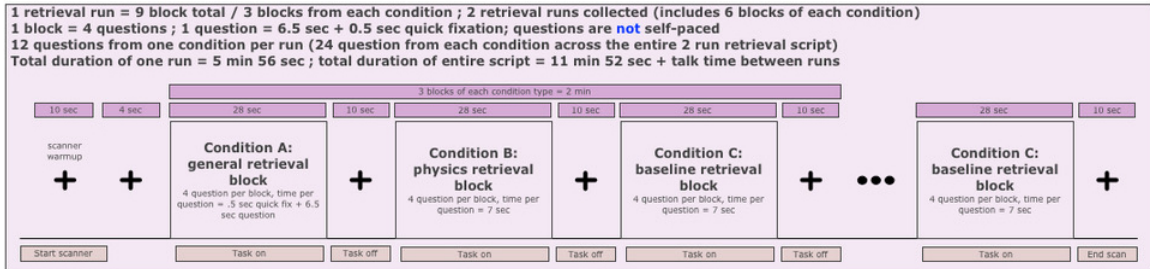 1 retrieval run = 9 block total / 3 blocks from each condition ; 2 retrieval runs collected (includes 6 blocks of each condition)
1 block = 4 questions ; 1 question = 6.5 sec + 0.5 sec quick fixation; questions are not self-paced
12 questions from one condition per run (24 question from each condition across the entire 2 run retrieval script)
Total duration of one run = 5 min 56 sec ; total duration of entire script = 11 min 52 sec + talk time between runs
3 blocks of each condition type = 2 min
10 sec
4 sec
28 sec
10 sec
28 sec
10 sec
28 sec
10 sec
28 sec
10 sec
scanner
warmup
Condition A:
general retrieval
block
4 question per block, time per
question = .5 sec quick fix + 6.5
sec question
Condition B:
physics retrieval
block
4 question per block, time per
question = 7 sec
Condition C:
baseline retrieval
block
4 question per block, time per
question = 7 sec
Condition C:
baseline retrieval
block
4 question per block, time per
question = 7 sec
Start scanner
Task on
Task off
Task on
Task off
Task on
Task off
Task on
End scan